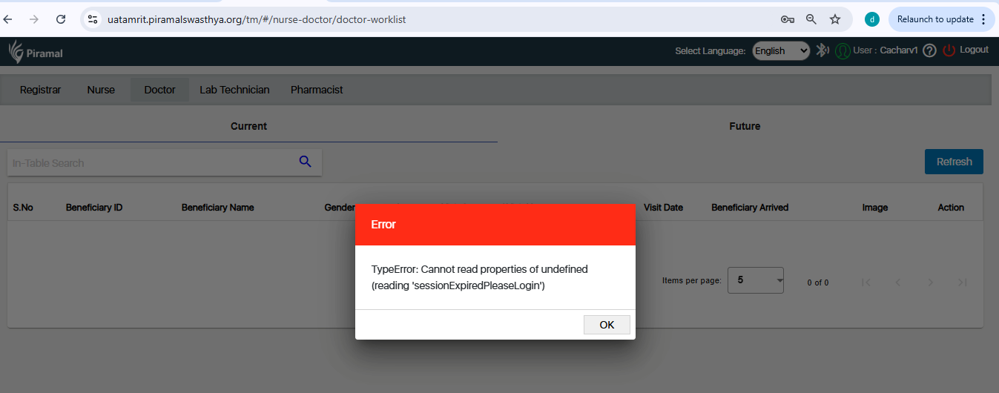 uatamrit.piramalswasthya.org/tm/#/nurse-doctor/doctor-worklist
d
Relaunch to update
Piramal
Select Language:
English
User : Cacharv1
Logout
Registrar
Nurse
Doctor
Lab Technician
Pharmacist
Current
Future
In-Table Search
Refresh
S.No
Beneficiary ID
Beneficiary Name
Gender
Visit Date
Beneficiary Arrived
Image
Action
Error
TypeError: Cannot read properties of undefined
(reading 'sessionExpiredPleaseLogin')
OK
Items per page:
5
0 of 0